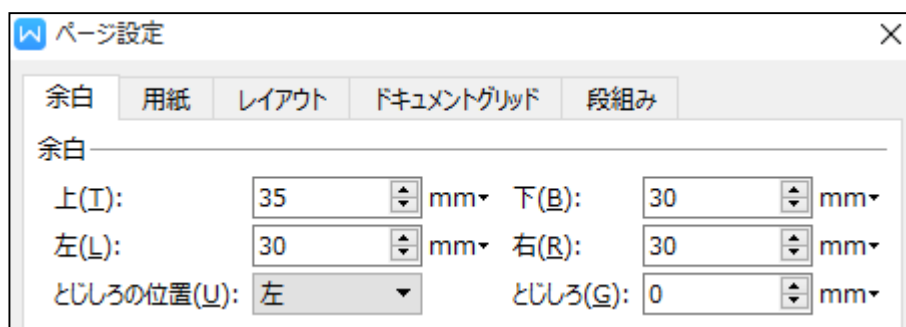 ページ設定
余白 用紙 レイアウト ドキュメントグリッド 段組み
余白
上(T): 35 mm 下(B): 30 mm
左(L): 30 mm 右(R): 30 mm
とじしろの位置(U): 左 とじしろ(G): 0 mm